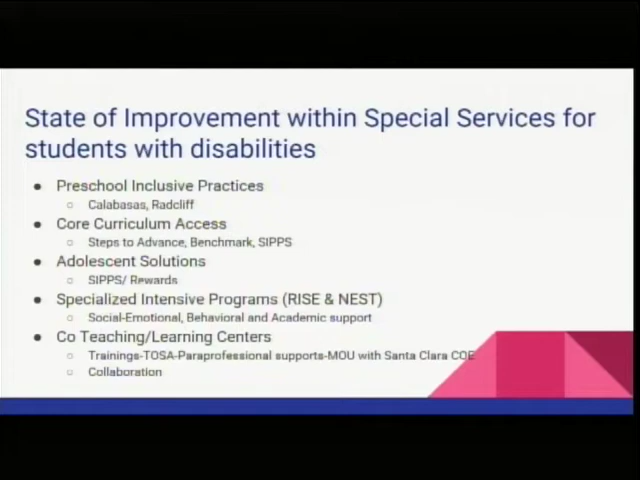 State of Improvement within Special Services for
students with disabilities
● Preschool Inclusive Practices
○ Calabasas, Radcliff
● Core Curriculum Access
○ Steps to Advance, Benchmark, SIPPS
● Adolescent Solutions
○ SIPPS/ Rewards
● Specialized Intensive Programs (RISE & NEST)
○ Social-Emotional, Behavioral and Academic support
● Co Teaching/Learning Centers
○ Trainings-TOSA-Paraprofessional supports-MOU with Santa Clara COE
○ Collaboration